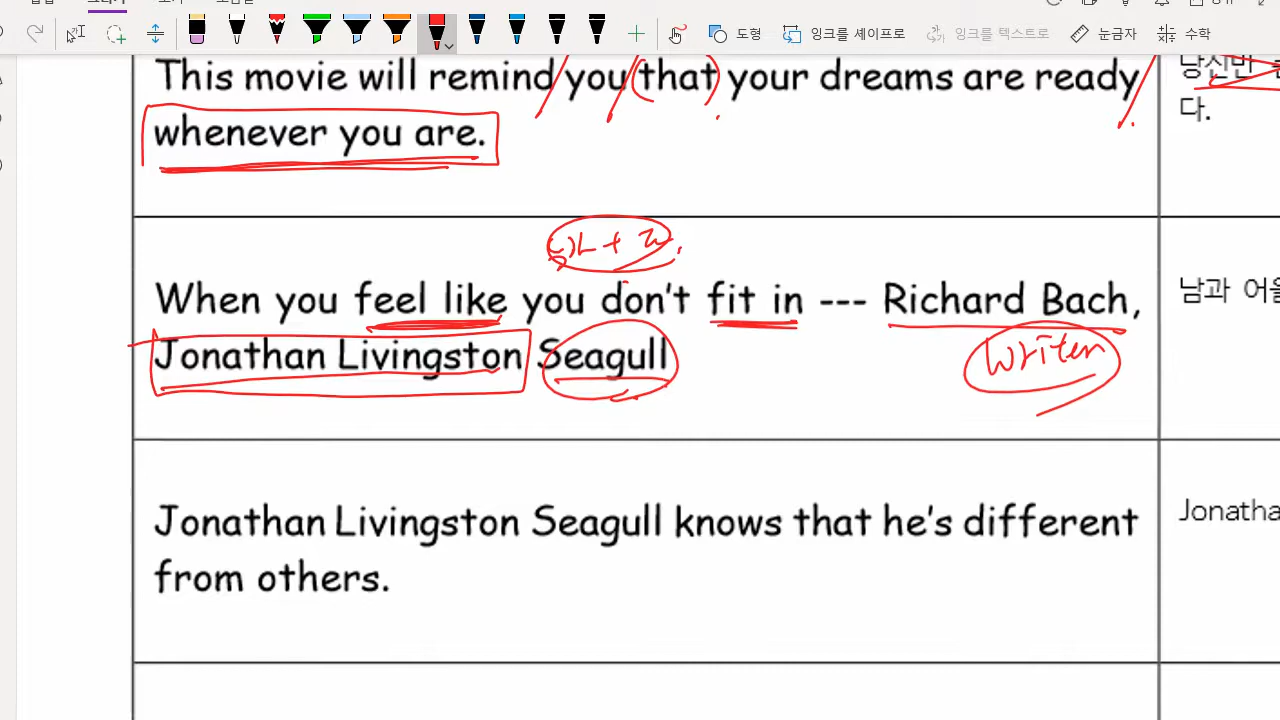 잉크를 셰이프로
잉크를 텍스트로
눈금자
수학
도형
This movie will remind you that your dreams are ready
whenever you are.
다.
When you feel like you don't fit in --- Richard Bach,
Jonathan Livingston Seagull
writer
남과 어울
Jonathan Livingston Seagull knows that he's different
from others.
Jonatha